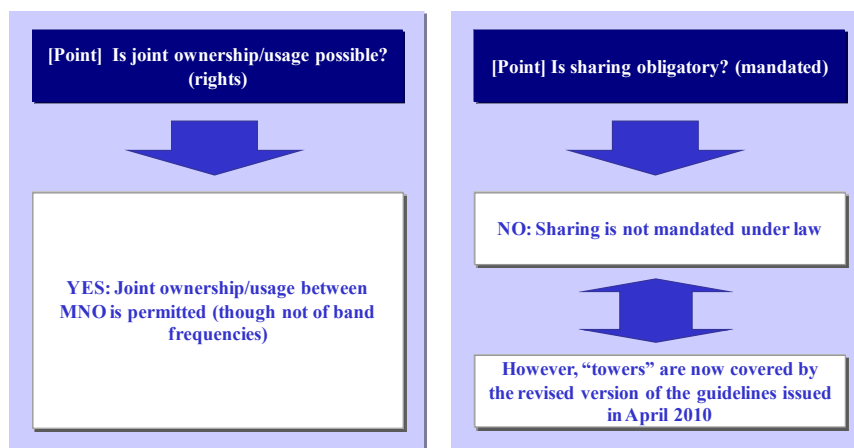 [Point] Is joint ownership/usage possible?
(rights)
YES: Joint ownership/usage between
MNO is permitted (though not of band
frequencies)
[Point] Is sharing obligatory? (mandated)
NO: Sharing is not mandated under law
However, “towers” are now covered by
the revised version of the guidelines issued
in April 2010